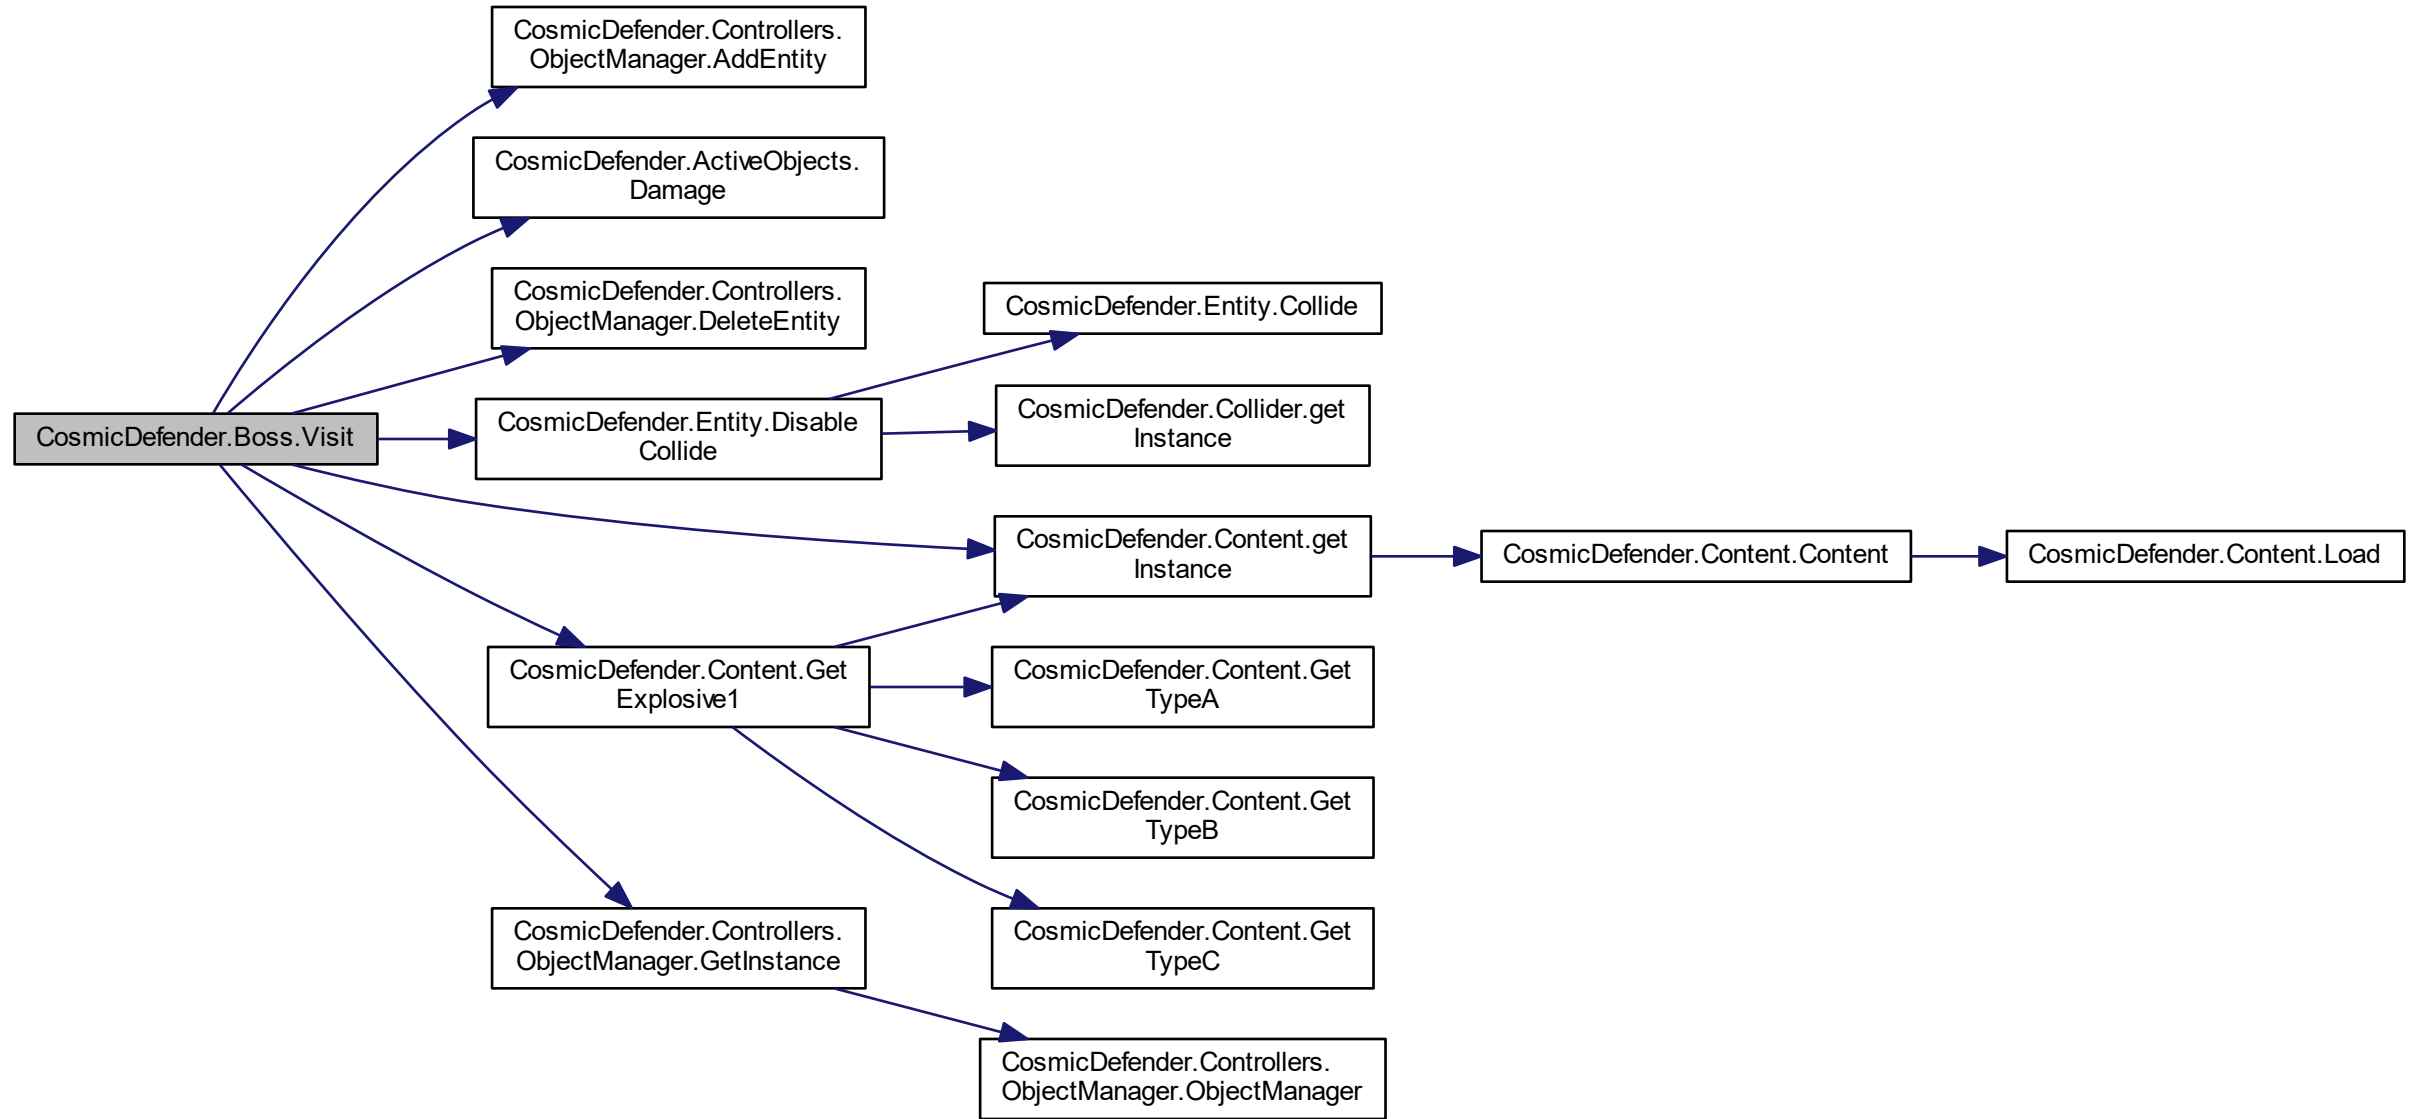 CosmicDefender.Controllers.
ObjectManager.AddEntity
CosmicDefender.ActiveObjects.
Damage
CosmicDefender.Controllers.
ObjectManager.DeleteEntity
CosmicDefender.Entity.Collide
CosmicDefender.Boss.Visit
CosmicDefender.Entity.Disable
Collide
CosmicDefender.Collider.get
Instance
CosmicDefender.Content.get
Instance
CosmicDefender.Content.Content
CosmicDefender.Content.Load
CosmicDefender.Content.Get
Explosive1
CosmicDefender.Content.Get
TypeA
CosmicDefender.Content.Get
TypeB
CosmicDefender.Controllers.
ObjectManager.GetInstance
CosmicDefender.Content.Get
TypeC
CosmicDefender.Controllers.
ObjectManager.ObjectManager